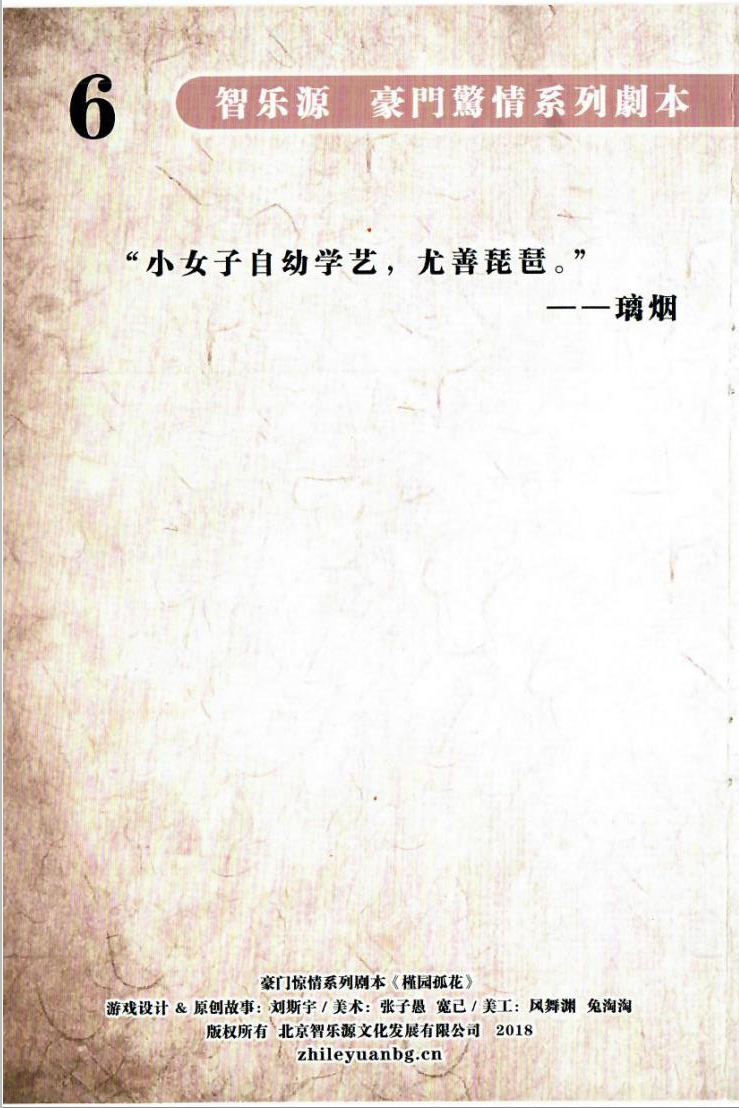 6
智乐源 豪門驚情系列劇本
“小女子自幼学艺，尤善琵琶。”
——璃烟
豪门惊情系列剧本《槿园孤花》
游戏设计 & 原创故事：刘斯宇 / 美术：张子愚 宽己 / 美工：风舞渊 兔淘淘
版权所有 北京智乐源文化发展有限公司 2018
zhileyuanbg.cn